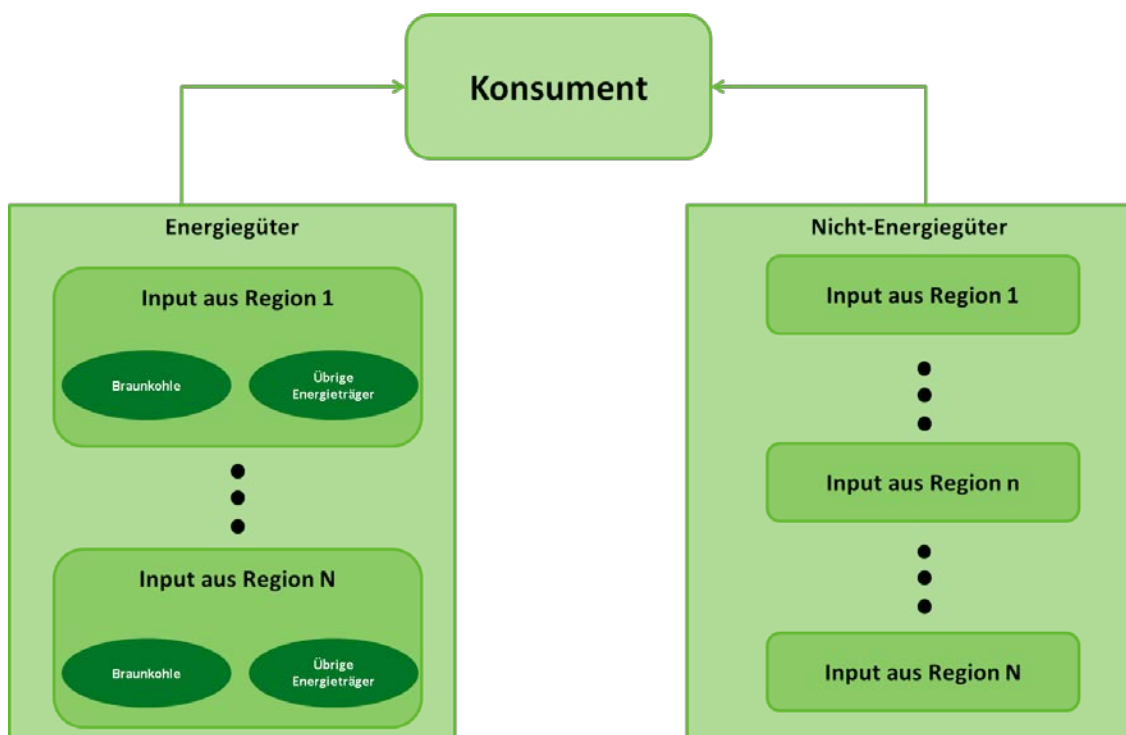 Konsument
Energiegüter
Input aus Region 1
Braunkohle
Übrige
Energieträger
Input aus Region N
Braunkohle
Übrige
Energieträger
Nicht-Energiegüter
Input aus Region 1
Input aus Region n
Input aus Region N